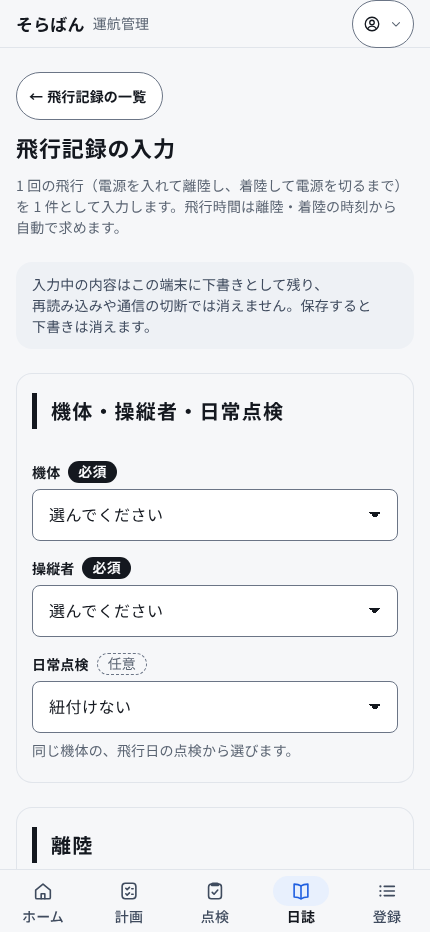 そらばん 運航管理
← 飛行記録の一覧
飛行記録の入力
1 回の飛行（電源を入れて離陸し、着陸して電源を切るまで）
を 1 件として入力します。飛行時間は離陸・着陸の時刻から
自動で求めます。
入力中の内容はこの端末に下書きとして残り、
再読み込みや通信の切断では消えません。保存すると
下書きは消えます。
機体・操縦者・日常点検
機体 必須
選んでください
操縦者 必須
選んでください
日常点検 任意
紐付けない
同じ機体の、飛行日の点検から選びます。
離陸
ホーム 計画 点検 日誌 登録